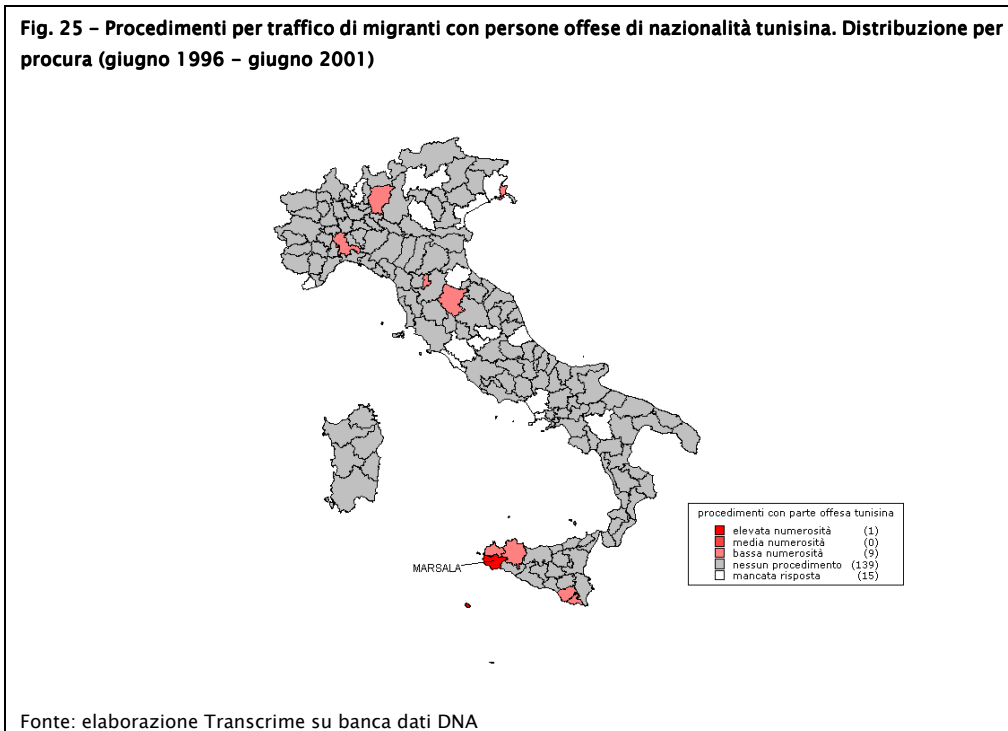 Fig. 25 – Procedimenti per traffico di migranti con persone offese di nazionalità tunisina. Distribuzione per
procura (giugno 1996 – giugno 2001)
MARSALA
procedimenti con parte offesa tunisina
elevata numerosità (1)
media numerosità (0)
bassa numerosità (9)
nessun procedimento (139)
mancata risposta (15)
Fonte: elaborazione Transcrime su banca dati DNA